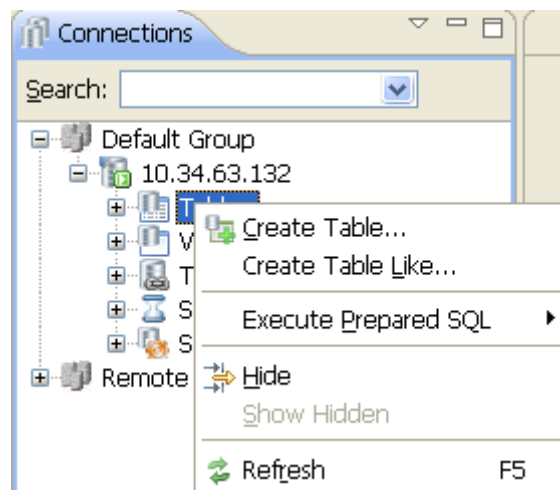 Connections
Search:
Default Group
10.34.63.132
Create Table...
Create Table Like...
Execute Prepared SQL
Remote
Hide
Show Hidden
Refresh F5